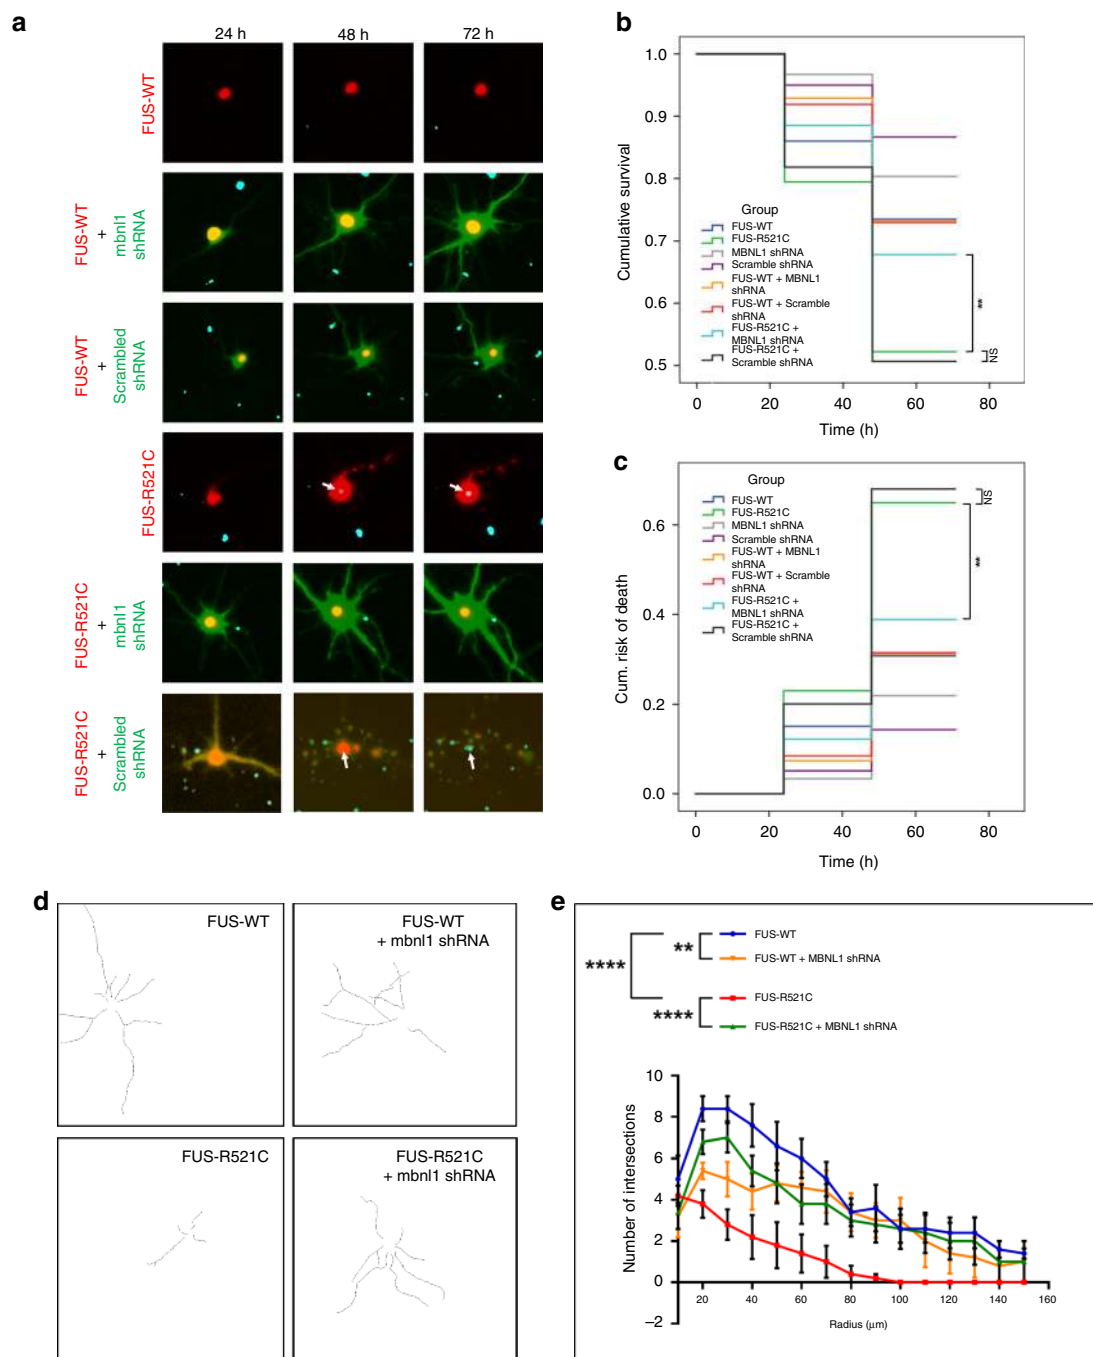 a
24 h 48 h 72 h
FUS-WT
FUS-WT + mbnl1 shRNA
FUS-WT + Scrambled shRNA
FUS-R521C
FUS-R521C + mbnl1 shRNA
FUS-R521C + Scrambled shRNA
b
Cumulative survival
1.0
0.9
0.8
0.7
0.6
0.5
Group
FUS-WT
FUS-R521C
MBNL1 shRNA
Scramble shRNA
FUS-WT + MBNL1
shRNA
FUS-WT + Scramble
shRNA
FUS-R521C +
MBNL1 shRNA
FUS-R521C +
Scramble shRNA
**
NS
0 20 40 60 80
Time (h)
c
Cum. risk of death
0.6
0.4
0.2
0.0
Group
FUS-WT
FUS-R521C
MBNL1 shRNA
Scramble shRNA
FUS-WT + MBNL1
shRNA
FUS-WT + Scramble
shRNA
FUS-R521C +
MBNL1 shRNA
FUS-R521C +
Scramble shRNA
NS
**
0 20 40 60 80
Time (h)
d
FUS-WT
FUS-WT
+ mbnl1 shRNA
FUS-R521C
FUS-R521C
+ mbnl1 shRNA
e
****
**
FUS-WT
FUS-WT + MBNL1 shRNA
****
FUS-R521C
FUS-R521C + MBNL1 shRNA
Number of intersections
10
8
6
4
2
0
–2
20 40 60 80 100 120 140 160
Radius (μm)